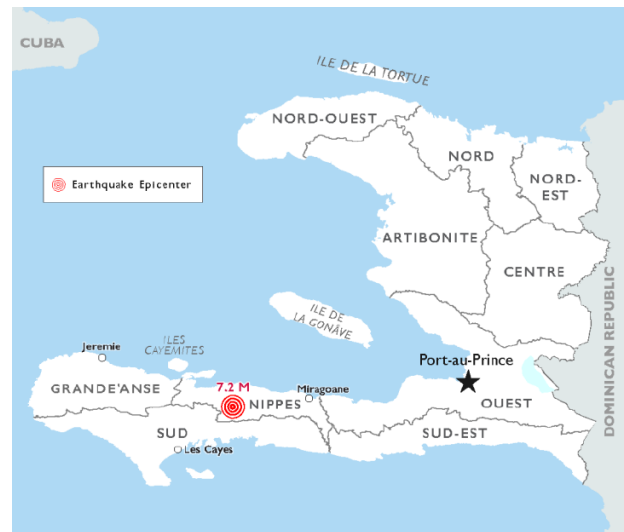 CUBA
ILE DE LA TORTUE
NORD-OUEST
NORD
NORD-
EST
Earthquake Epicenter
ARTIBONITE
CENTRE
ILE DE
LA GONÂVE
DOMINICAN REPUBLIC
Jeremie
ILES
CAYEMITES
Port-au-Prince
GRANDE'ANSE
7.2 M
Miragoane
NIPPES
OUEST
SUD
SUD-EST
Les Cayes